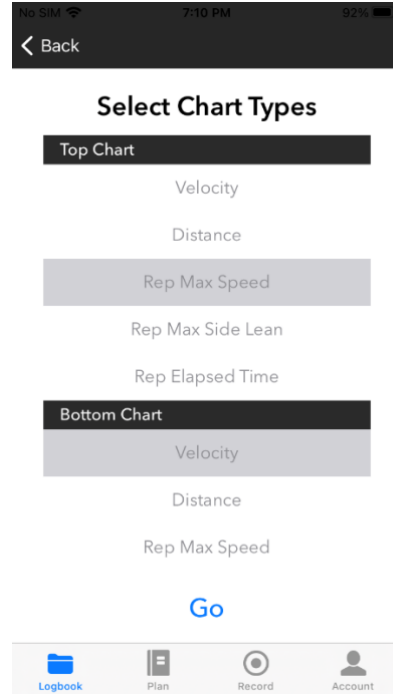 No SIM 7:10 PM 92%
Back
Select Chart Types
Top Chart
Velocity
Distance
Rep Max Speed
Rep Max Side Lean
Rep Elapsed Time
Bottom Chart
Velocity
Distance
Rep Max Speed
Go
Logbook Plan Record Account